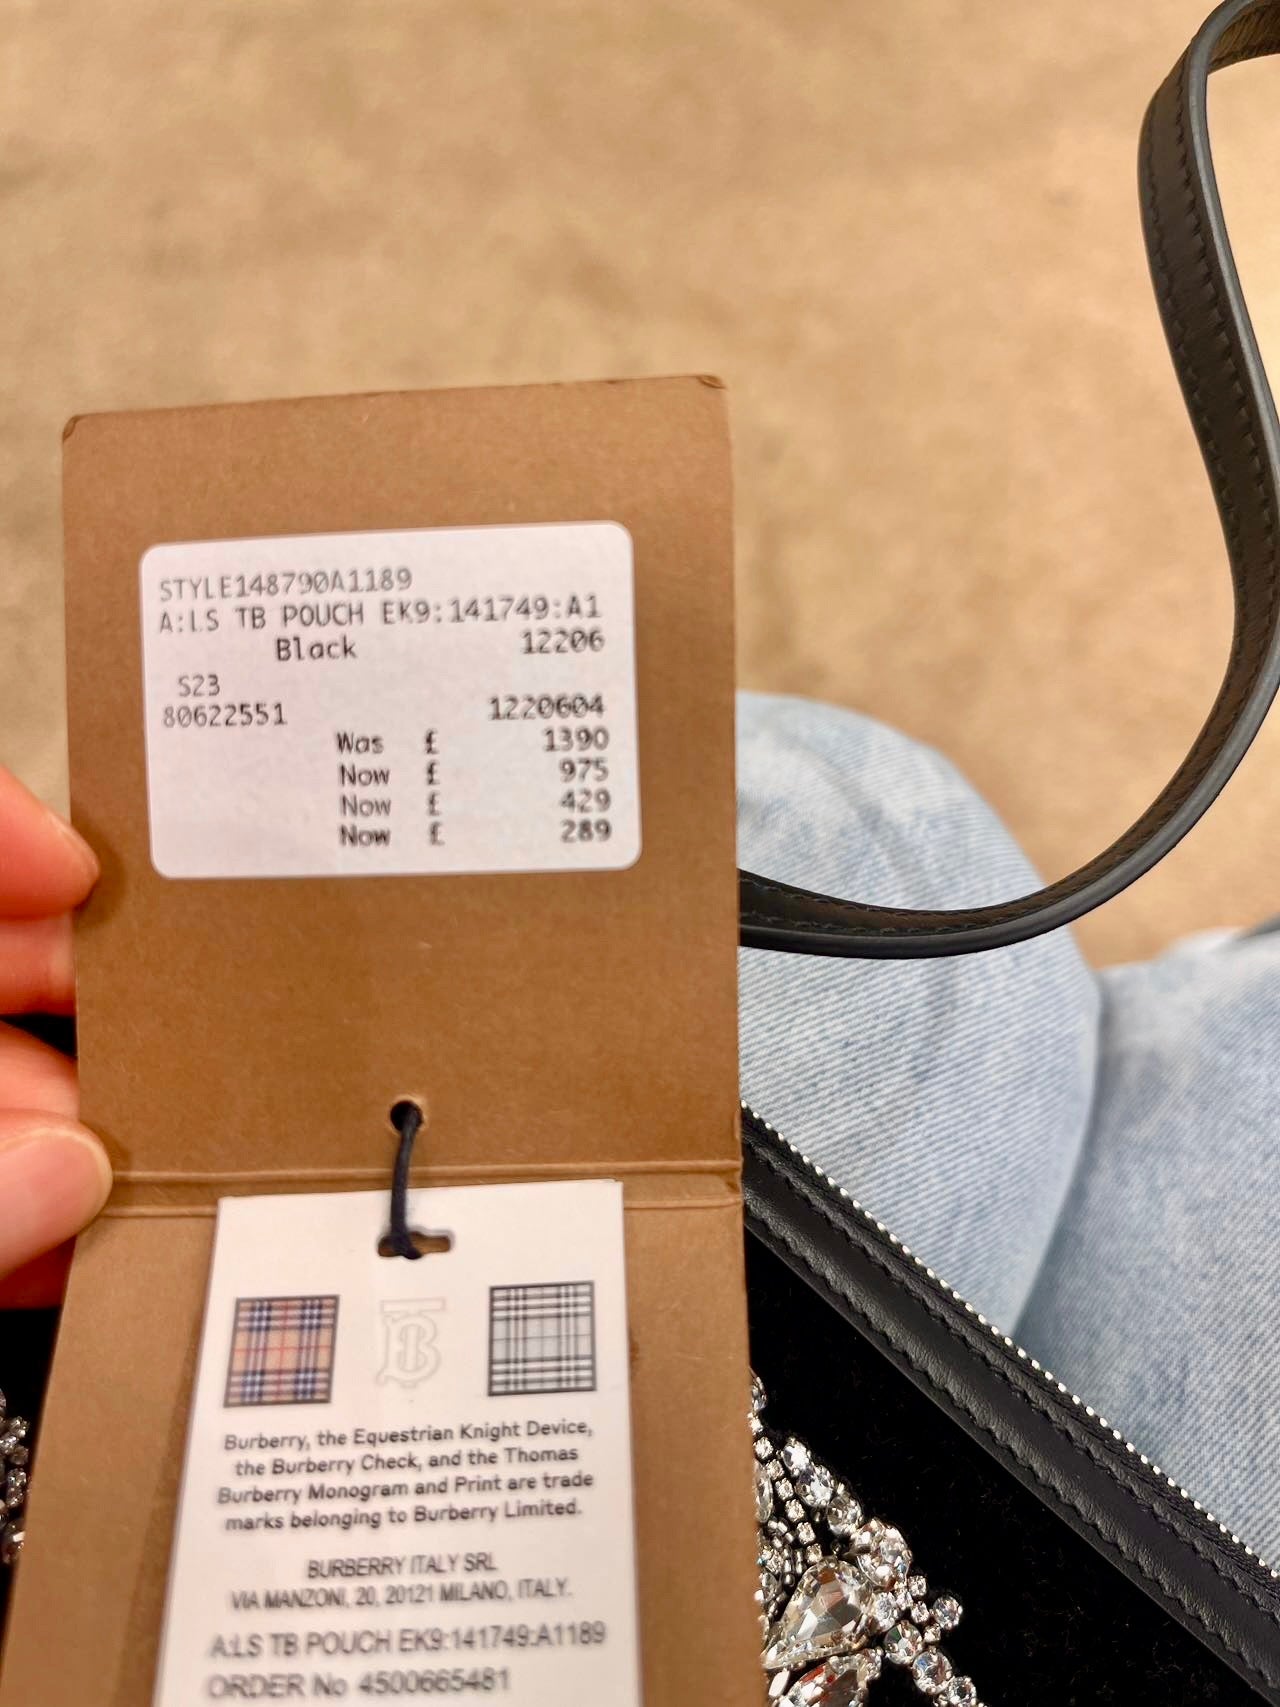 STYLE148790A1189
A:LS TB POUCH EK9:141749:A1
Black 12206
S23
80622551 1220604
Was £ 1390
Now £ 975
Now £ 429
Now £ 289
TB
Burberry, the Equestrian Knight Device,
the Burberry Check, and the Thomas
Burberry Monogram and Print are trade
marks belonging to Burberry Limited.
BURBERRY ITALY SRL
VIA MANZONI, 20, 20121 MILANO, ITALY.
A:LS TB POUCH EK9:141749:A1189
ORDER No 4500665481